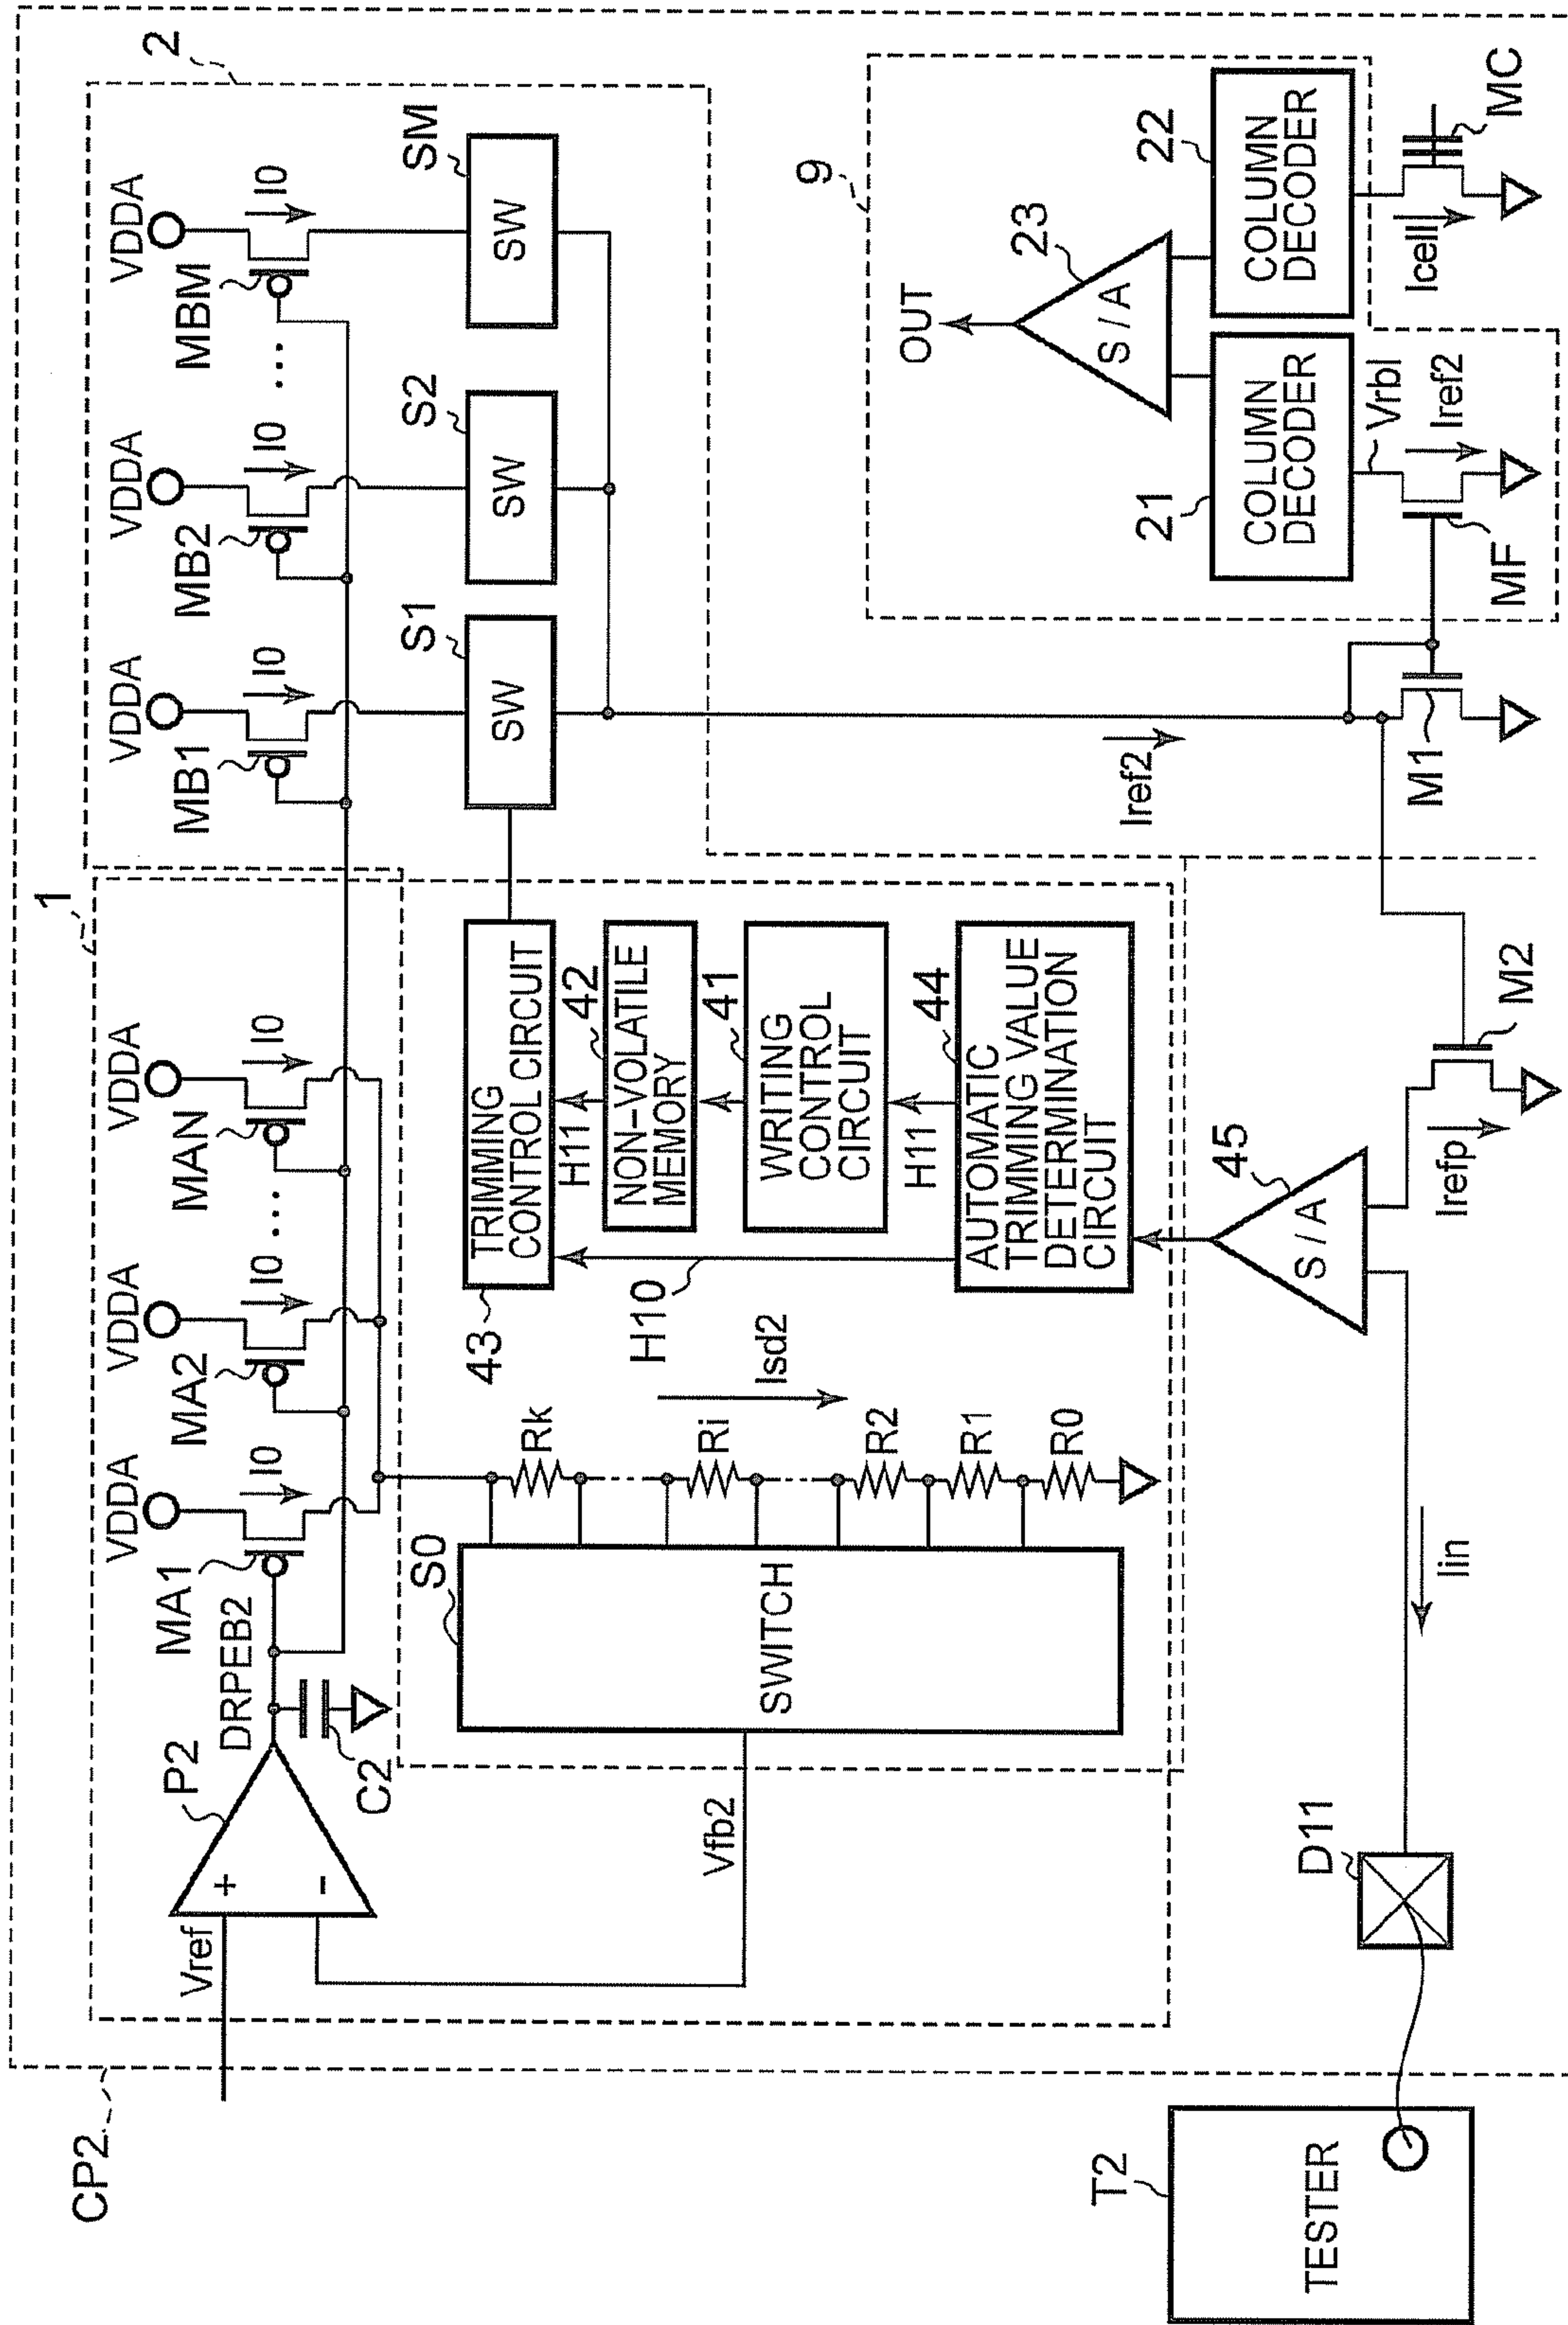 CP2
1
2
VDDA
VDDA
VDDA
VDDA
VDDA
VDDA
P2
Vref
+
-
DRPEB2
C2
MA1
I0
MA2
I0
...
MAN
I0
MB1
I0
MB2
I0
...
MBM
I0
Vfb2
S0
SWITCH
Rk
Ri
R2
R1
R0
Isd2
43
TRIMMING
CONTROL CIRCUIT
H10
H11
42
NON-VOLATILE
MEMORY
41
WRITING
CONTROL
CIRCUIT
H11
44
AUTOMATIC
TRIMMING VALUE
DETERMINATION
CIRCUIT
S1
SW
S2
SW
SM
SW
Iref2
9
OUT
23
S/A
21
COLUMN
DECODER
22
COLUMN
DECODER
Vrbl
Iref2
Icell
MC
MF
M1
M2
Irefp
45
S/A
Iin
D11
T2
TESTER